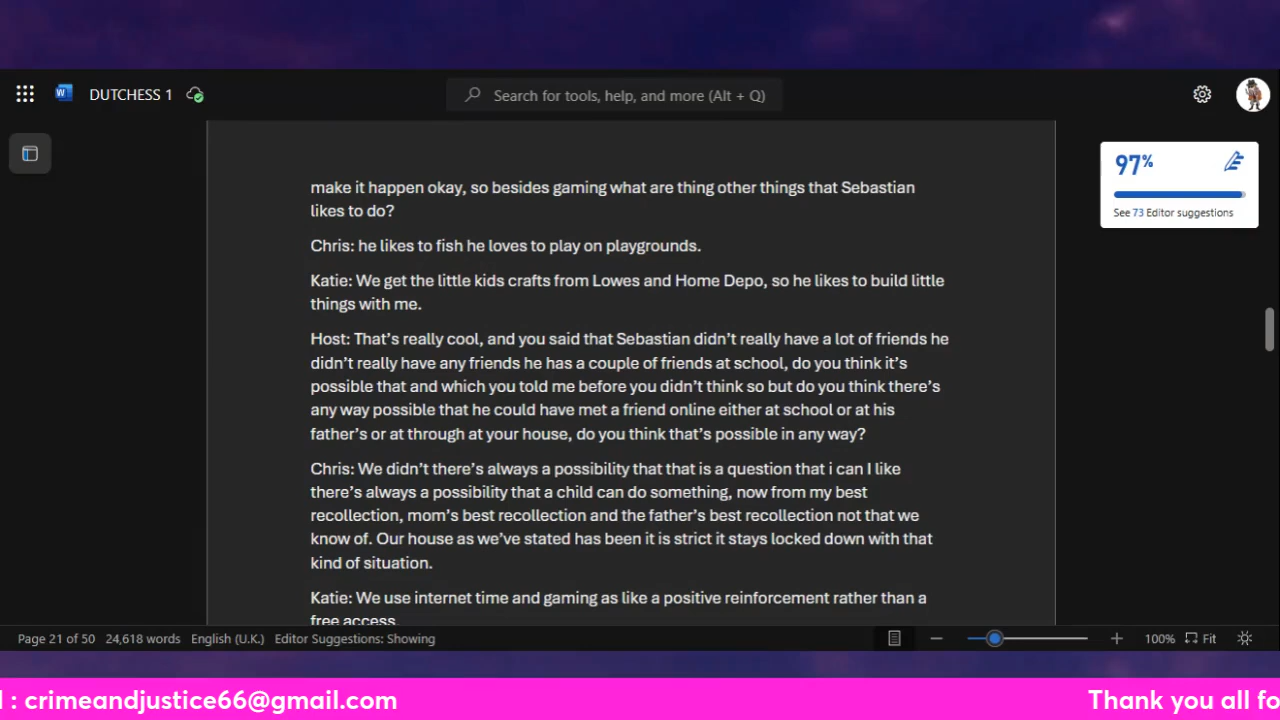 DUTCHESS 1
Search for tools, help, and more (Alt + Q)
97%
See 73 Editor suggestions
make it happen okay, so besides gaming what are thing other things that Sebastian
likes to do?
Chris: he likes to fish he loves to play on playgrounds.
Katie: We get the little kids crafts from Lowes and Home Depo, so he likes to build little
things with me.
Host: That’s really cool, and you said that Sebastian didn’t really have a lot of friends he
didn’t really have any friends he has a couple of friends at school, do you think it’s
possible that and which you told me before you didn’t think so but do you think there’s
any way possible that he could have met a friend online either at school or at his
father’s or at through at your house, do you think that’s possible in any way?
Chris: We didn’t there’s always a possibility that that is a question that i can I like
there’s always a possibility that a child can do something, now from my best
recollection, mom’s best recollection and the father’s best recollection not that we
know of. Our house as we’ve stated has been it is strict it stays locked down with that
kind of situation.
Katie: We use internet time and gaming as like a positive reinforcement rather than a
free access.
Page 21 of 50 24,618 words English (U.K.) Editor Suggestions: Showing 100% Fit
l : crimeandjustice66@gmail.com Thank you all fo